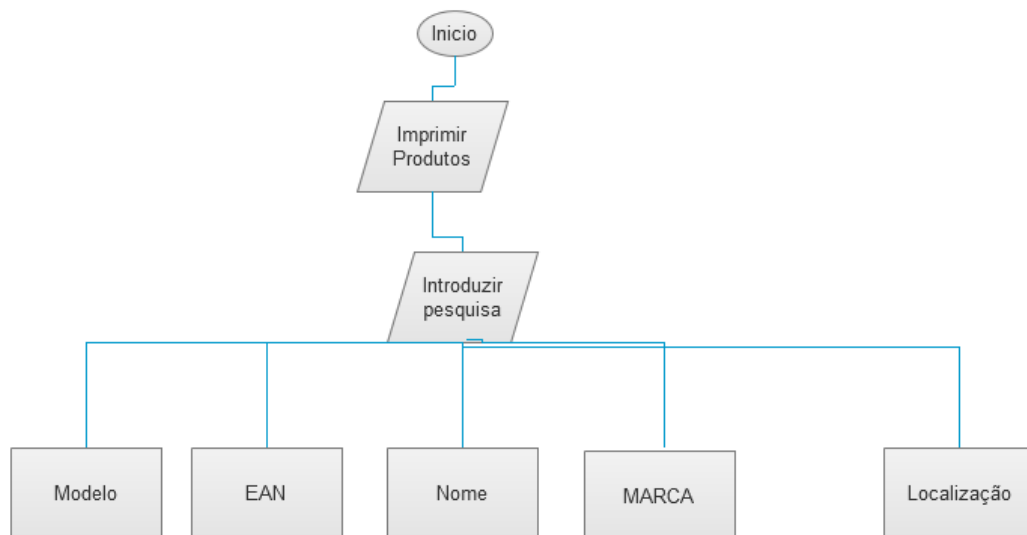 Inicio
Imprimir
Produtos
Introduzir
pesquisa
Modelo
EAN
Nome
MARCA
Localização